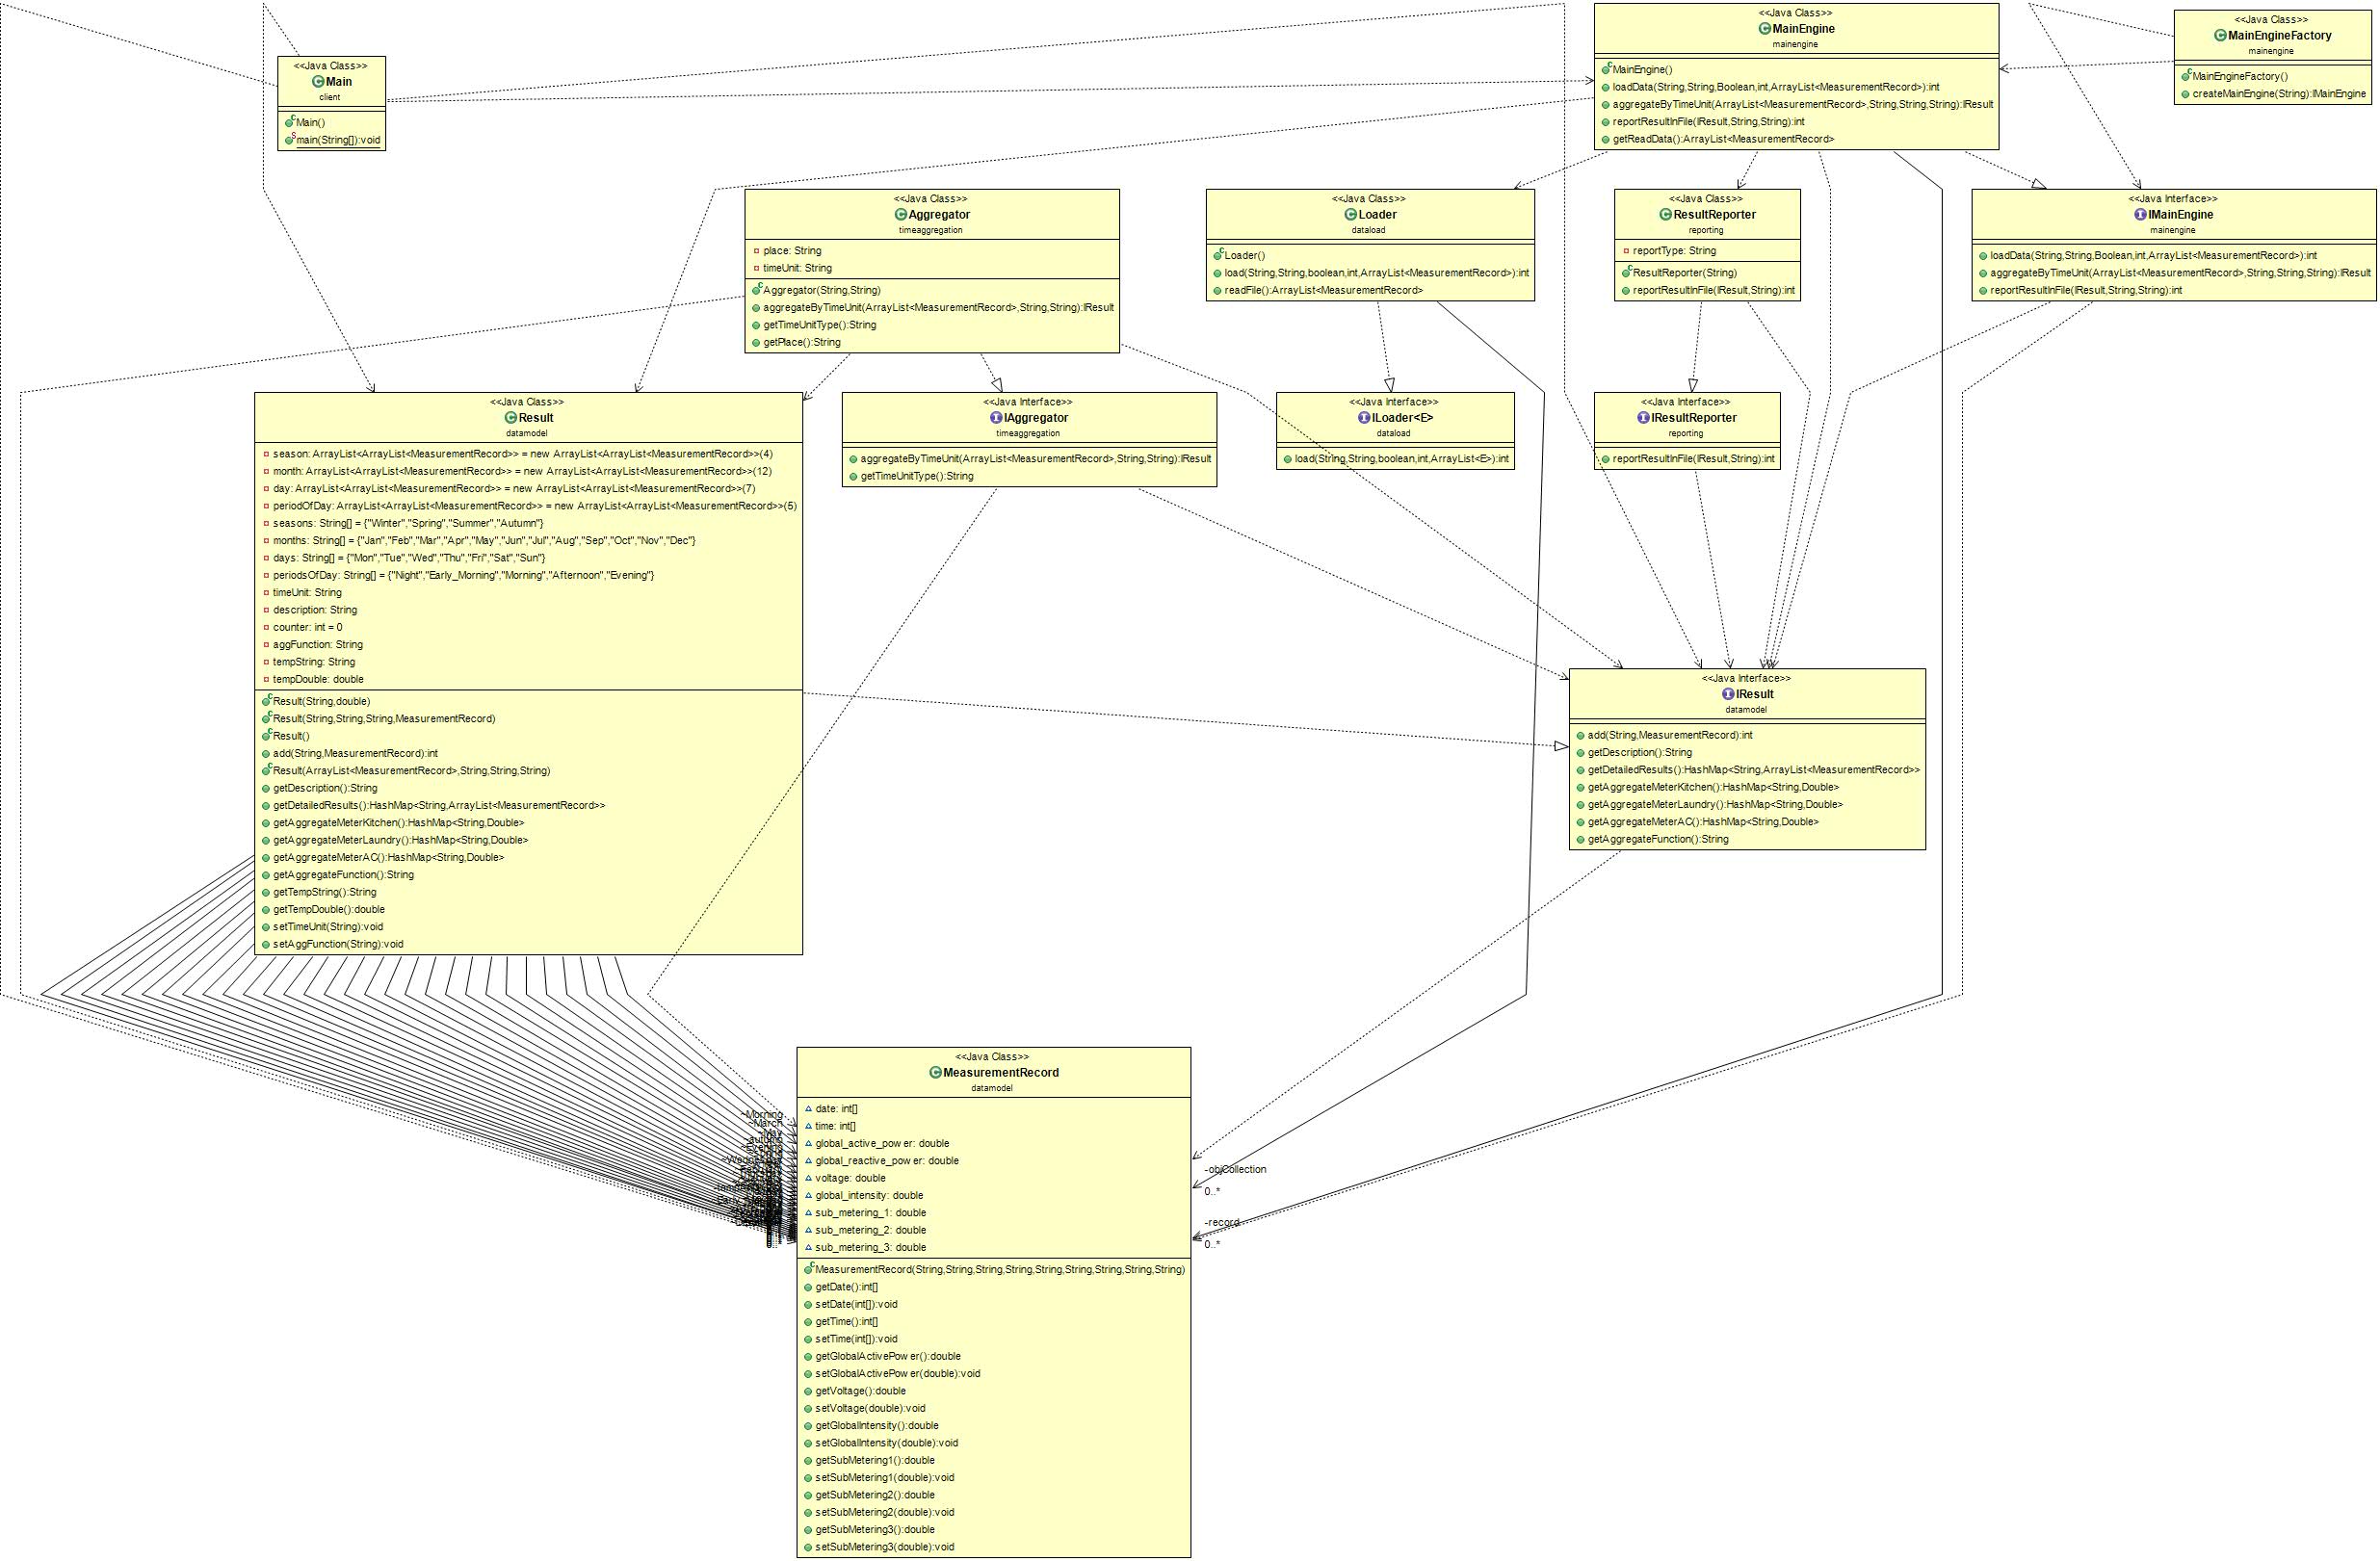 <<Java Class>>
Main
client
Main()
main(String[]):void
<<Java Class>>
MainEngine
mainengine
MainEngine()
loadData(String,String,Boolean,int,ArrayList<MeasurementRecord>):int
aggregateByTimeUnit(ArrayList<MeasurementRecord>,String,String,String):IResult
reportResultInFile(IResult,String,String):int
getReadData():ArrayList<MeasurementRecord>
<<Java Class>>
MainEngineFactory
mainengine
MainEngineFactory()
createMainEngine(String):IMainEngine
<<Java Class>>
Aggregator
timeaggregation
place: String
timeUnit: String
Aggregator(String,String)
aggregateByTimeUnit(ArrayList<MeasurementRecord>,String,String):IResult
getTimeUnitType():String
getPlace():String
<<Java Class>>
Loader
dataload
Loader()
load(String,String,boolean,int,ArrayList<MeasurementRecord>):int
readFile():ArrayList<MeasurementRecord>
<<Java Class>>
ResultReporter
reporting
reportType: String
ResultReporter(String)
reportResultInFile(IResult,String):int
<<Java Interface>>
IMainEngine
mainengine
loadData(String,String,Boolean,int,ArrayList<MeasurementRecord>):int
aggregateByTimeUnit(ArrayList<MeasurementRecord>,String,String,String):IResult
reportResultInFile(IResult,String,String):int
<<Java Class>>
Result
datamodel
season: ArrayList<ArrayList<MeasurementRecord>> = new ArrayList<ArrayList<MeasurementRecord>>(4)
month: ArrayList<ArrayList<MeasurementRecord>> = new ArrayList<ArrayList<MeasurementRecord>>(12)
day: ArrayList<ArrayList<MeasurementRecord>> = new ArrayList<ArrayList<MeasurementRecord>>(7)
periodOfDay: ArrayList<ArrayList<MeasurementRecord>> = new ArrayList<ArrayList<MeasurementRecord>>(5)
seasons: String[] = {"Winter","Spring","Summer","Autumn"}
months: String[] = {"Jan","Feb","Mar","Apr","May","Jun","Jul","Aug","Sep","Oct","Nov","Dec"}
days: String[] = {"Mon","Tue","Wed","Thu","Fri","Sat","Sun"}
periodsOfDay: String[] = {"Night","Early_Morning","Morning","Afternoon","Evening"}
timeUnit: String
description: String
counter: int = 0
aggFunction: String
tempString: String
tempDouble: double
Result(String,double)
Result(String,String,String,MeasurementRecord)
Result()
add(String,MeasurementRecord):int
Result(ArrayList<MeasurementRecord>,String,String,String)
getDescription():String
getDetailedResults():HashMap<String,ArrayList<MeasurementRecord>>
getAggregateMeterKitchen():HashMap<String,Double>
getAggregateMeterLaundry():HashMap<String,Double>
getAggregateMeterAC():HashMap<String,Double>
getAggregateFunction():String
getTempString():String
getTempDouble():double
setTimeUnit(String):void
setAggFunction(String):void
<<Java Interface>>
IAggregator
timeaggregation
aggregateByTimeUnit(ArrayList<MeasurementRecord>,String,String):IResult
getTimeUnitType():String
<<Java Interface>>
ILoader<E>
dataload
load(String,String,boolean,int,ArrayList<E>):int
<<Java Interface>>
IResultReporter
reporting
reportResultInFile(IResult,String):int
<<Java Interface>>
IResult
datamodel
add(String,MeasurementRecord):int
getDescription():String
getDetailedResults():HashMap<String,ArrayList<MeasurementRecord>>
getAggregateMeterKitchen():HashMap<String,Double>
getAggregateMeterLaundry():HashMap<String,Double>
getAggregateMeterAC():HashMap<String,Double>
getAggregateFunction():String
~Morning
~March
-objCollection
0..*
-record
0..*
<<Java Class>>
MeasurementRecord
datamodel
date: int[]
time: int[]
global_active_power: double
global_reactive_power: double
voltage: double
global_intensity: double
sub_metering_1: double
sub_metering_2: double
sub_metering_3: double
MeasurementRecord(String,String,String,String,String,String,String,String,String)
getDate():int[]
setDate(int[]):void
getTime():int[]
setTime(int[]):void
getGlobalActivePower():double
setGlobalActivePower(double):void
getVoltage():double
setVoltage(double):void
getGlobalIntensity():double
setGlobalIntensity(double):void
getSubMetering1():double
setSubMetering1(double):void
getSubMetering2():double
setSubMetering2(double):void
getSubMetering3():double
setSubMetering3(double):void